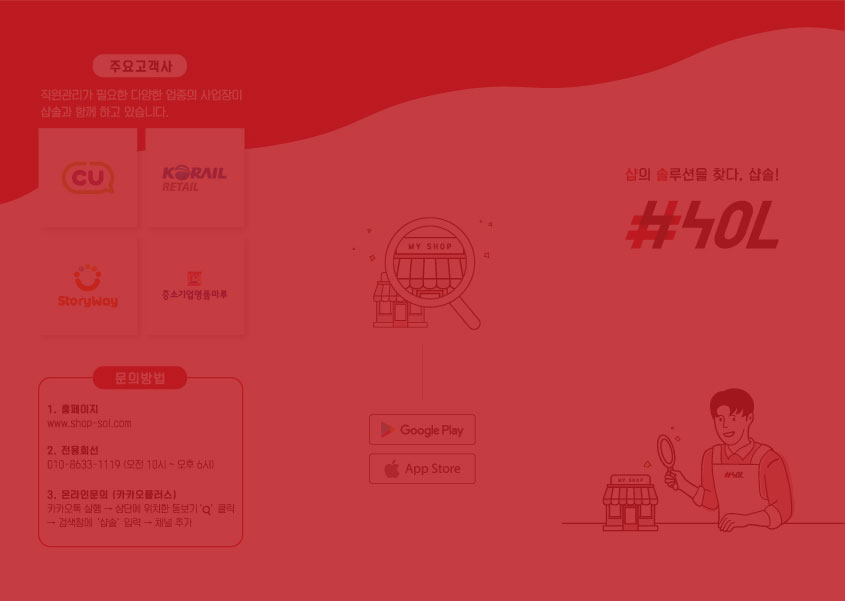 주요고객사
직원관리가 필요한 다양한 업종의 사업장이
샵솔과 함께 하고 있습니다.
CU
KORAIL
RETAIL
StoryWay
중소기업명품마루
문의방법
1. 홈페이지
www.shop-sol.com
2. 전용회선
010-8633-1119 (오전 10시 ~ 오후 6시)
3. 온라인문의 (카카오플러스)
카카오톡 실행 → 상단에 위치한 돋보기 'Q' 클릭
→ 검색창에 '샵솔' 입력 → 채널 추가
MY SHOP
Google Play
App Store
샵의 솔루션을 찾다. 샵솔!
#SOL
MY SHOP
#SOL